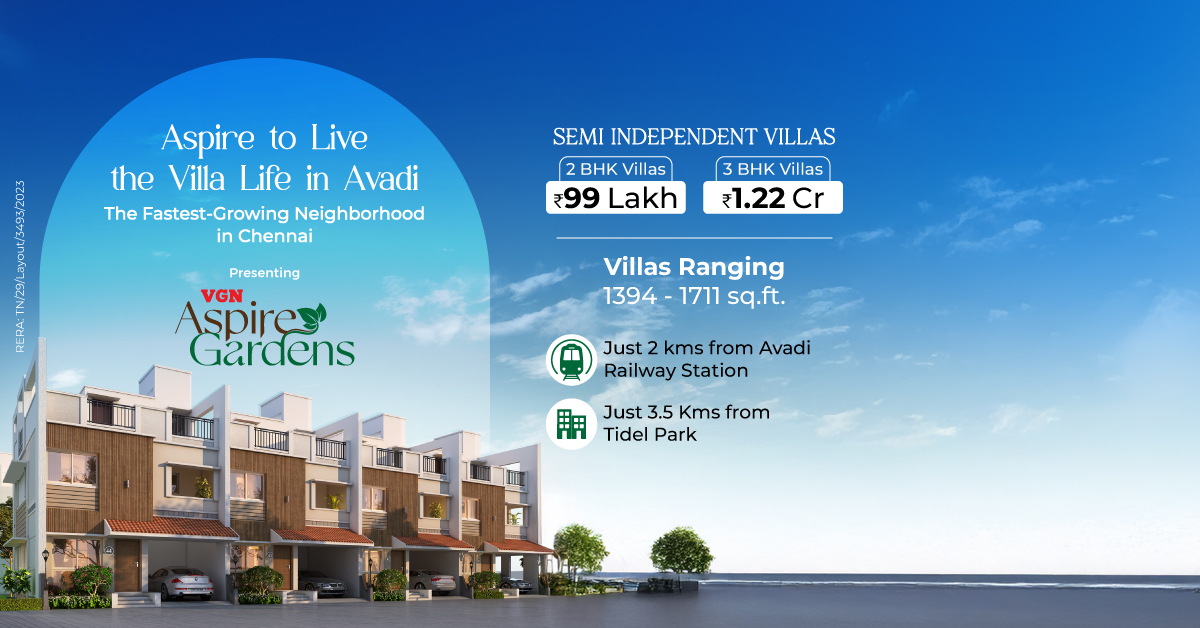 Aspire to Live
the Villa Life in Avadi
The Fastest-Growing Neighborhood
in Chennai
Presenting
VGN
Aspire
Gardens
RERA: TN/29/Layout/3493/2023
SEMI INDEPENDENT VILLAS
2 BHK Villas
₹99 Lakh
3 BHK Villas
₹1.22 Cr
Villas Ranging
1394 - 1711 sq.ft.
Just 2 kms from Avadi
Railway Station
Just 3.5 Kms from
Tidel Park
44